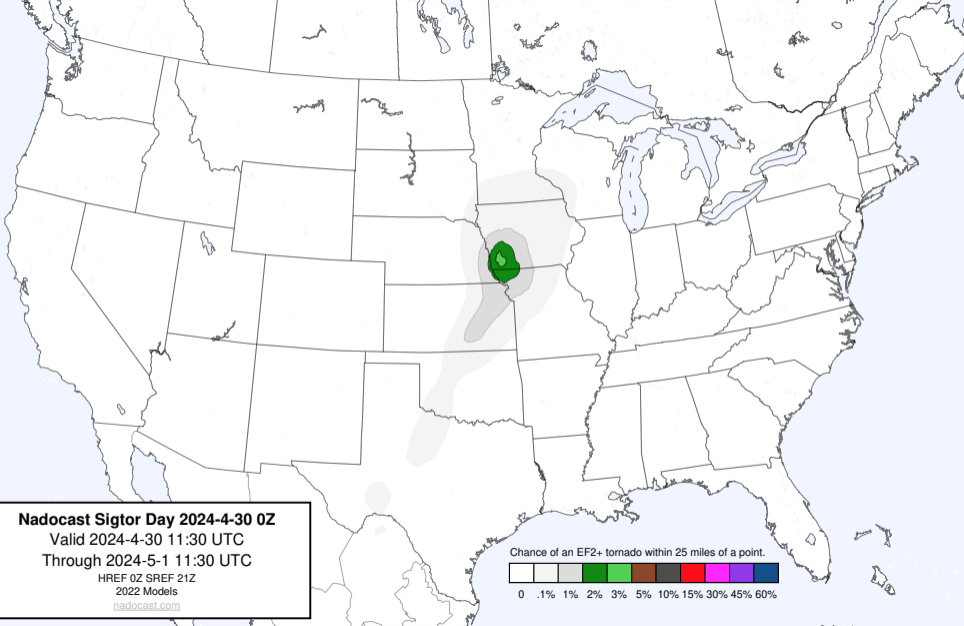 Nadocast Sigtor Day 2024-4-30 0Z
Valid 2024-4-30 11:30 UTC
Through 2024-5-1 11:30 UTC
HREF 0Z SREF 21Z
2022 Models
nadocast.com
Chance of an EF2+ tornado within 25 miles of a point.
0 .1% 1% 2% 3% 5% 10% 15% 30% 45% 60%